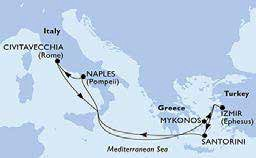 Italy
CIVITAVECCHIA
(Rome)
NAPLES
(Pompeii)
Greece
MYKONOS
Turkey
IZMIR
(Ephesus)
SANTORINI
Mediterranean Sea